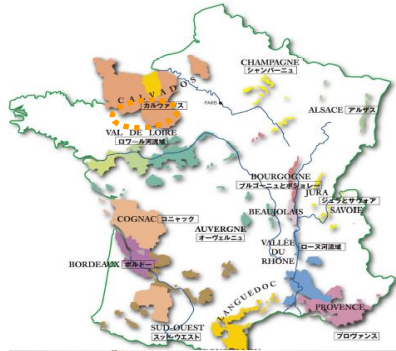 CHAMPAGNE
シャンパーニュ
CALVADOS
カルヴァドス
PARIS
ALSACE アルザス
VAL DE LOIRE
ロワール河流域
BOURGOGNE
ブルゴーニュとボジョレー
JURA
ジュラとサヴォア
SAVOIE
COGNAC コニャック
BEAUJOLAIS
AUVERGNE
オーヴェルニュ
VALLÉE
DU
RHÔNE
ローヌ河流域
BORDEAUX ボルドー
LANGUEDOC
PROVENCE
プロヴァンス
SUD-OUEST
スッド・ウエスト